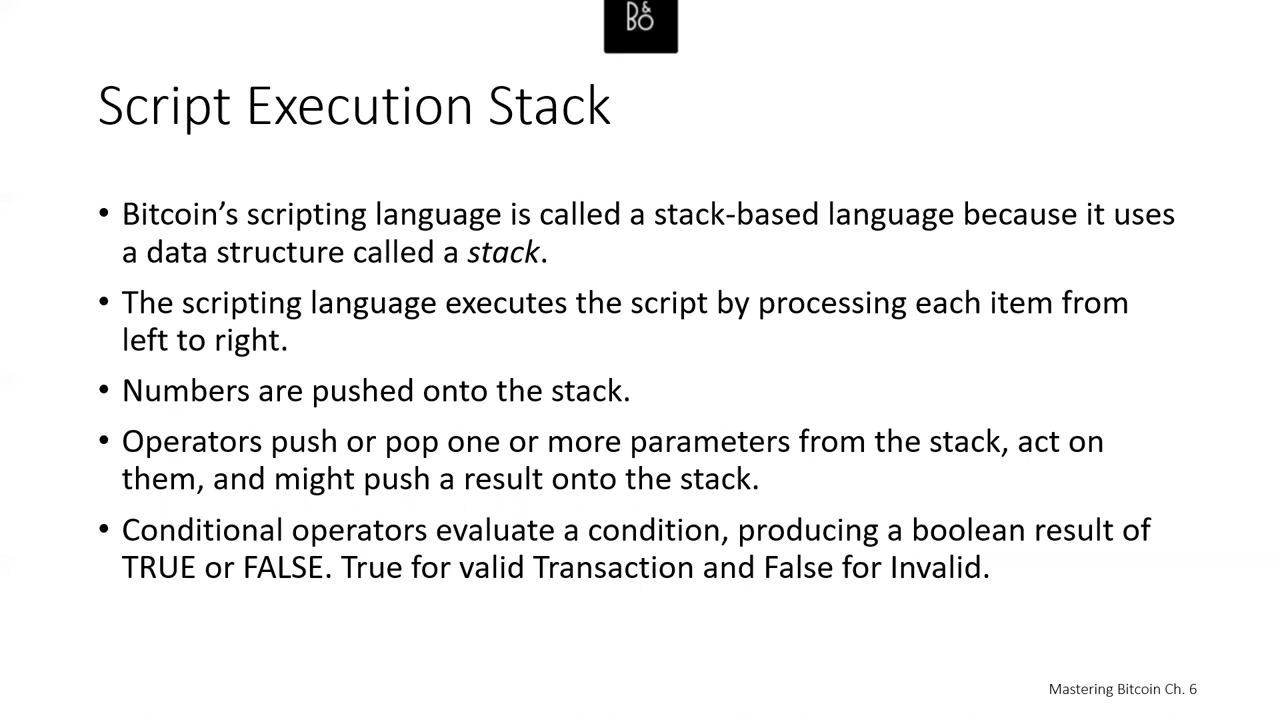 B&O
Script Execution Stack
• Bitcoin’s scripting language is called a stack-based language because it uses
a data structure called a stack.
• The scripting language executes the script by processing each item from
left to right.
• Numbers are pushed onto the stack.
• Operators push or pop one or more parameters from the stack, act on
them, and might push a result onto the stack.
• Conditional operators evaluate a condition, producing a boolean result of
TRUE or FALSE. True for valid Transaction and False for Invalid.
Mastering Bitcoin Ch. 6